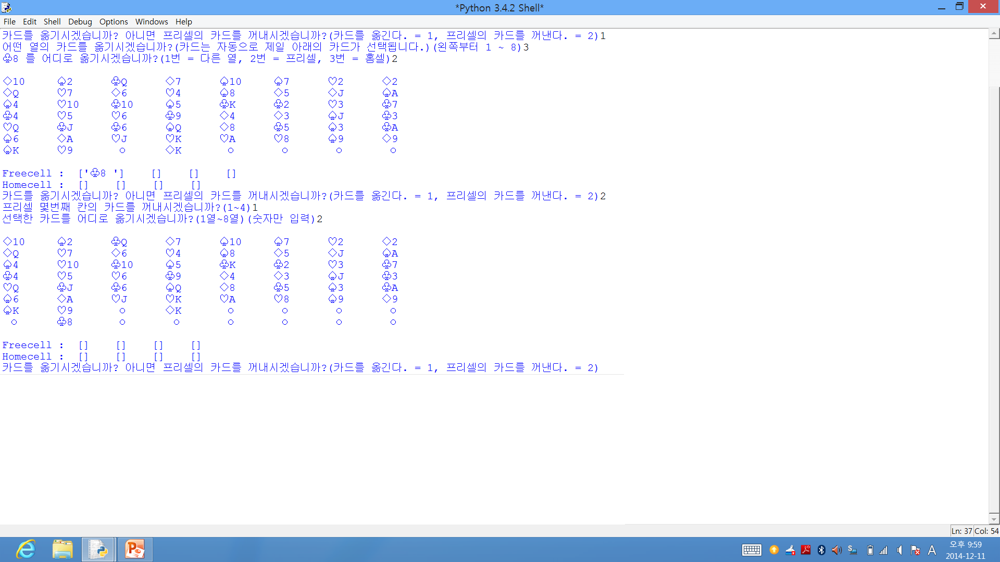 *Python 3.4.2 Shell*
File Edit Shell Debug Options Windows Help
카드를 옮기시겠습니까? 아니면 프리셀의 카드를 꺼내시겠습니까?(카드를 옮긴다. = 1, 프리셀의 카드를 꺼낸다. = 2)1
어떤 열의 카드를 옮기시겠습니까?(카드는 자동으로 제일 아래의 카드가 선택됩니다.)(왼쪽부터 1 ~ 8)3
♧8 를 어디로 옮기시겠습니까?(1번 = 다른 열, 2번 = 프리셀, 3번 = 홈셀)2
◇10 ♤2 ♧Q ◇7 ♤10 ♤7 ♡2 ◇2
◇Q ♡7 ◇6 ♡4 ♤8 ◇5 ◇J ♤A
♤4 ♡10 ♧10 ♤5 ♧K ♧2 ♡3 ♧7
♧4 ♡5 ♡6 ♧9 ◇4 ◇3 ♤J ♧3
♡Q ♧J ♧6 ♤Q ◇8 ♧5 ♤3 ♧A
♤6 ◇A ♡J ♡K ♡A ♡8 ♤9 ◇9
♤K ♡9 ○ ◇K ○ ○ ○ ○
Freecell : ['♧8 '] [] [] []
Homecell : [] [] [] []
카드를 옮기시겠습니까? 아니면 프리셀의 카드를 꺼내시겠습니까?(카드를 옮긴다. = 1, 프리셀의 카드를 꺼낸다. = 2)2
프리셀 몇번째 칸의 카드를 꺼내시겠습니까?(1~4)1
선택한 카드를 어디로 옮기시겠습니까?(1열~8열)(숫자만 입력)2
◇10 ♤2 ♧Q ◇7 ♤10 ♤7 ♡2 ◇2
◇Q ♡7 ◇6 ♡4 ♤8 ◇5 ◇J ♤A
♤4 ♡10 ♧10 ♤5 ♧K ♧2 ♡3 ♧7
♧4 ♡5 ♡6 ♧9 ◇4 ◇3 ♤J ♧3
♡Q ♧J ♧6 ♤Q ◇8 ♧5 ♤3 ♧A
♤6 ◇A ♡J ♡K ♡A ♡8 ♤9 ◇9
♤K ♡9 ○ ◇K ○ ○ ○ ○
○ ♧8 ○ ○ ○ ○ ○ ○
Freecell : [] [] [] []
Homecell : [] [] [] []
카드를 옮기시겠습니까? 아니면 프리셀의 카드를 꺼내시겠습니까?(카드를 옮긴다. = 1, 프리셀의 카드를 꺼낸다. = 2)
Ln: 37 Col: 54
A 오후 9:59
2014-12-11